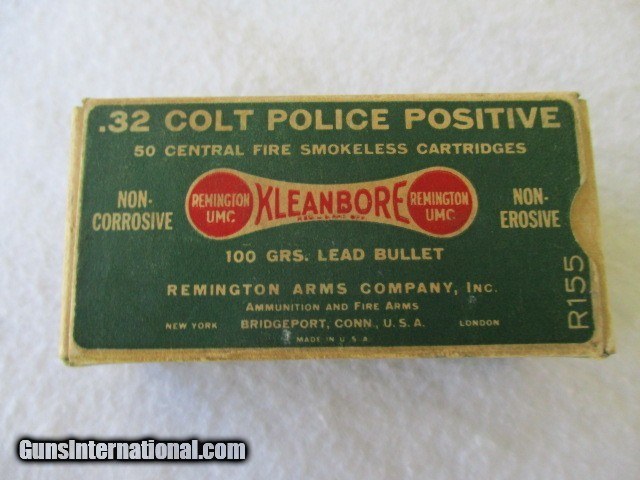 .32 COLT POLICE POSITIVE
50 CENTRAL FIRE SMOKELESS CARTRIDGES
NON-
CORROSIVE
REMINGTON
UMC
KLEANBORE
REMINGTON
UMC
NON-
EROSIVE
100 GRS. LEAD BULLET
REMINGTON ARMS COMPANY, INC.
AMMUNITION AND FIRE ARMS
NEW YORK BRIDGEPORT, CONN., U.S.A. LONDON
MADE IN U.S.A.
R155
GunsInternational.com